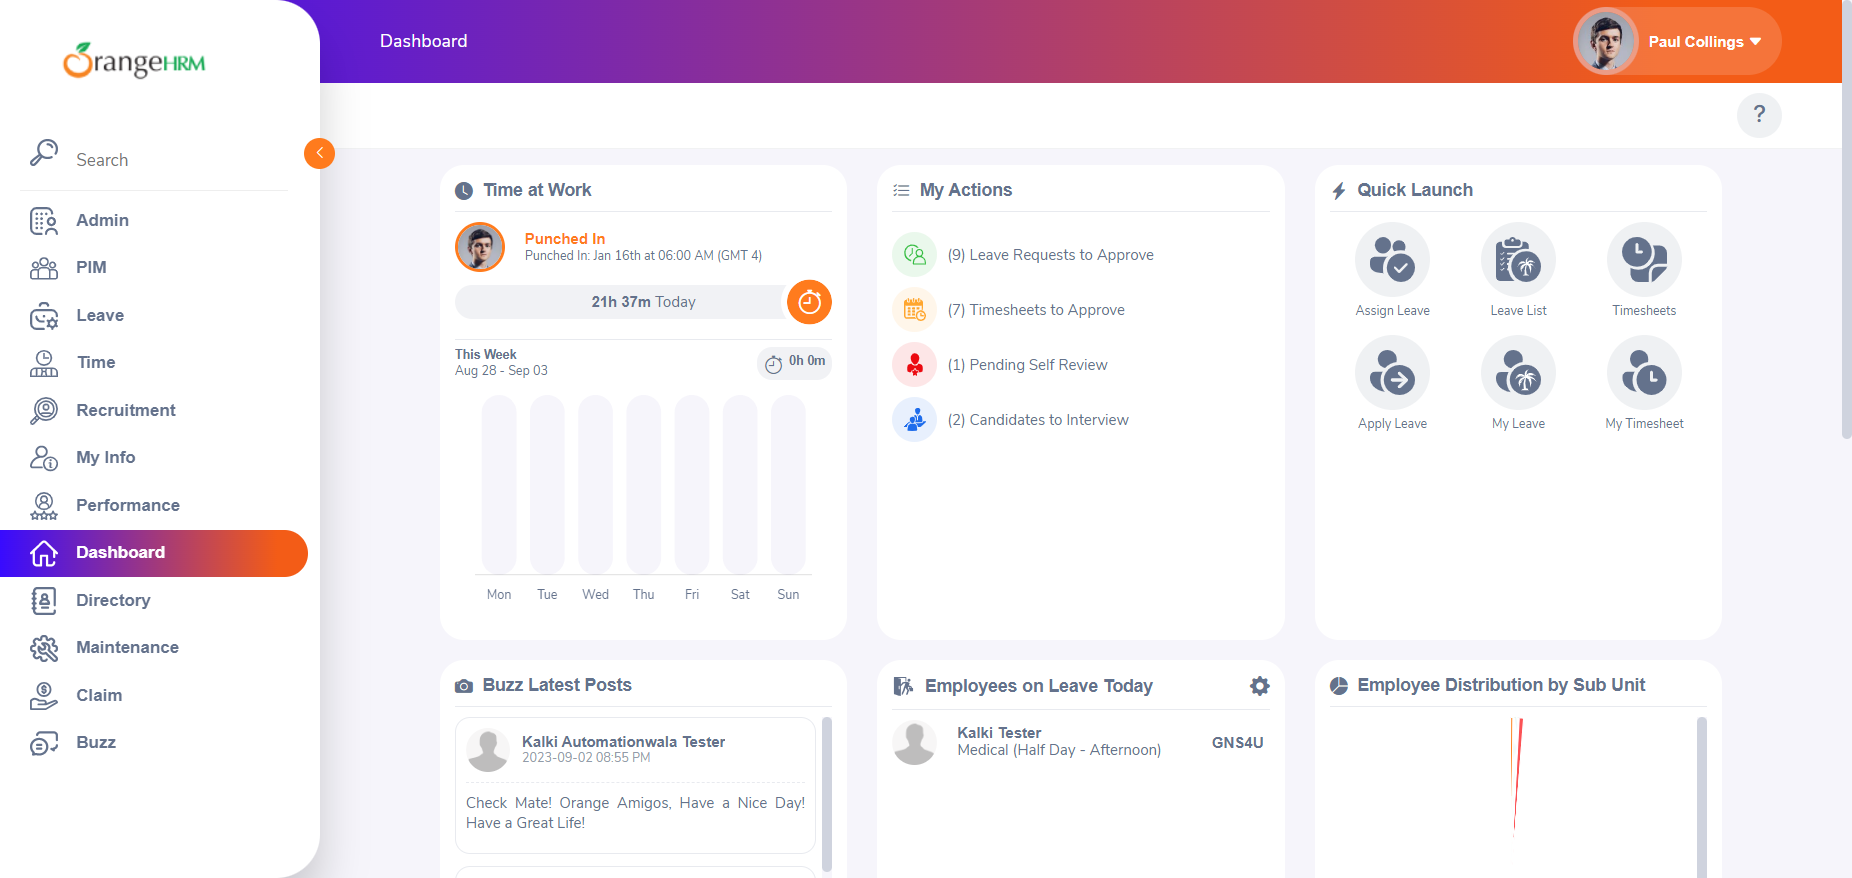 OrangeHRM
Dashboard
Paul Collings
?
Search
Admin
PIM
Leave
Time
Recruitment
My Info
Performance
Dashboard
Directory
Maintenance
Claim
Buzz
Time at Work
Punched In
Punched In: Jan 16th at 06:00 AM (GMT 4)
21h 37m Today
This Week
Aug 28 - Sep 03
0h 0m
Mon Tue Wed Thu Fri Sat Sun
My Actions
(9) Leave Requests to Approve
(7) Timesheets to Approve
(1) Pending Self Review
(2) Candidates to Interview
Quick Launch
Assign Leave Leave List Timesheets
Apply Leave My Leave My Timesheet
Buzz Latest Posts
Kalki Automationwala Tester
2023-09-02 08:55 PM
Check Mate! Orange Amigos, Have a Nice Day!
Have a Great Life!
Employees on Leave Today
Kalki Tester
Medical (Half Day - Afternoon)
GNS4U
Employee Distribution by Sub Unit